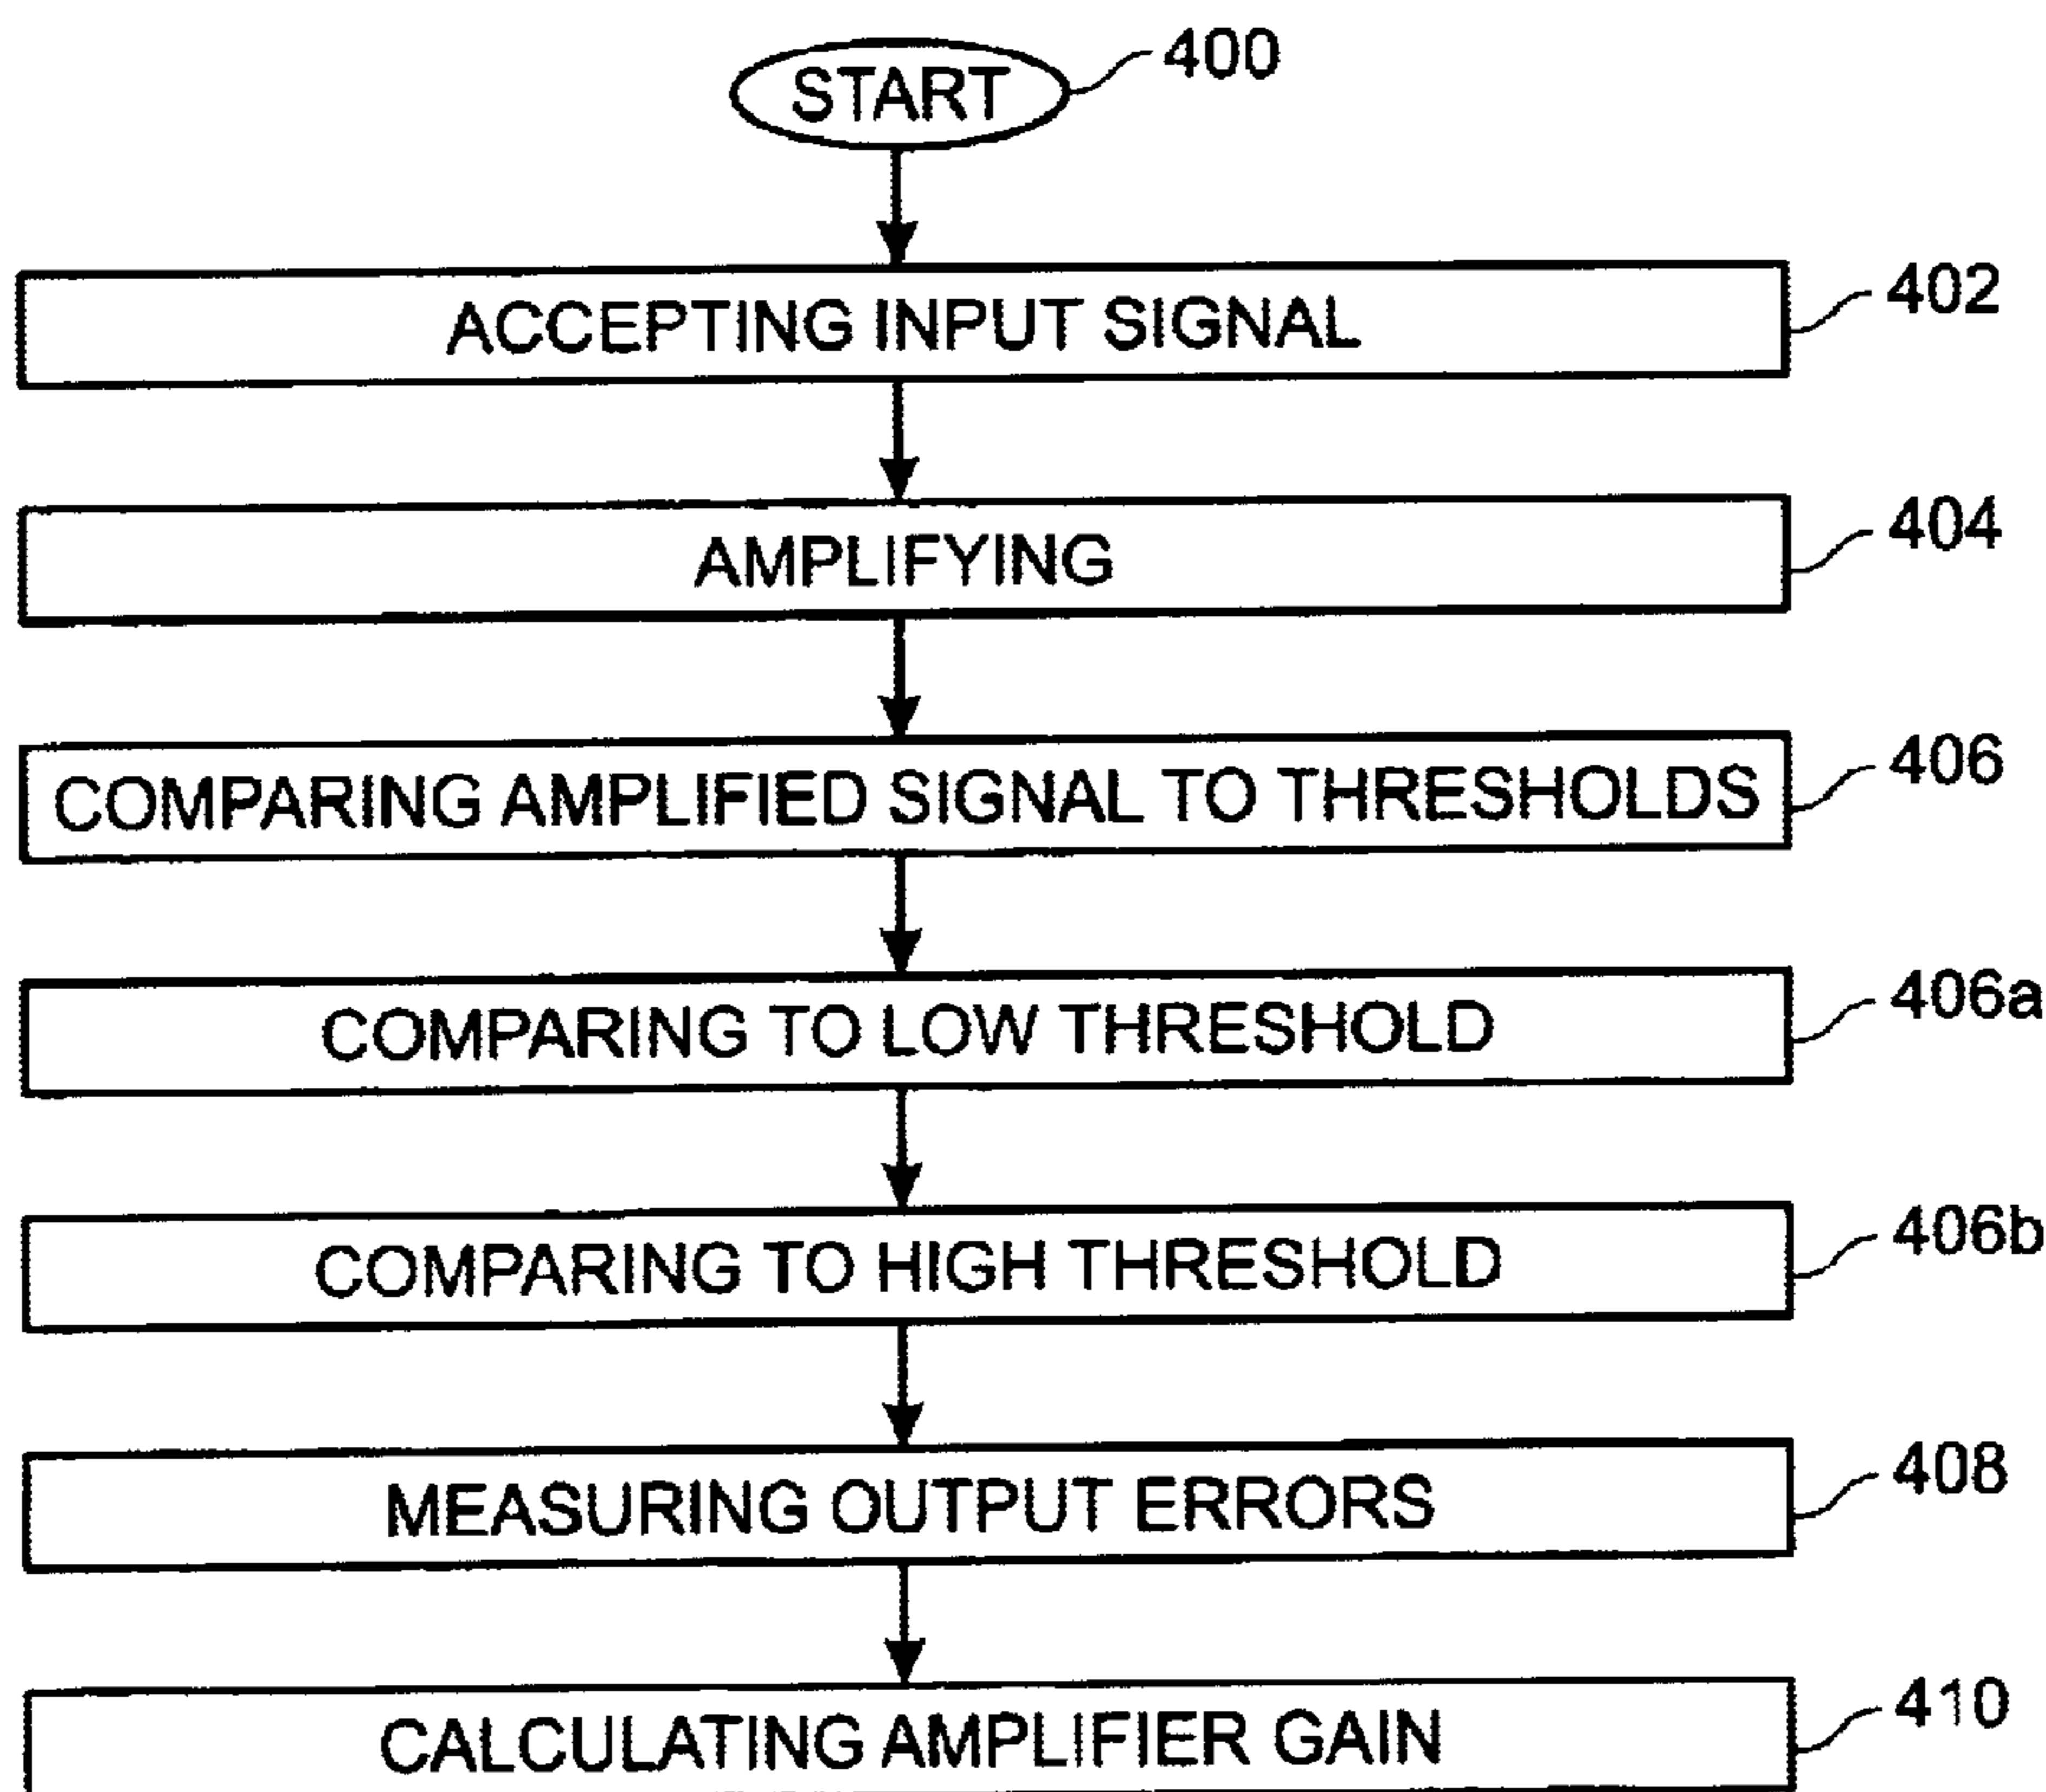 START 400
ACCEPTING INPUT SIGNAL 402
AMPLIFYING 404
COMPARING AMPLIFIED SIGNAL TO THRESHOLDS 406
COMPARING TO LOW THRESHOLD 406a
COMPARING TO HIGH THRESHOLD 406b
MEASURING OUTPUT ERRORS 408
CALCULATING AMPLIFIER GAIN 410